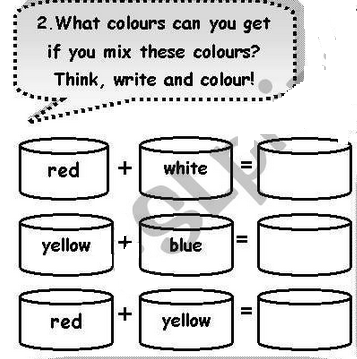 2.What colours can you get
if you mix these colours?
Think, write and colour!
red + white =
yellow + blue =
red + yellow =